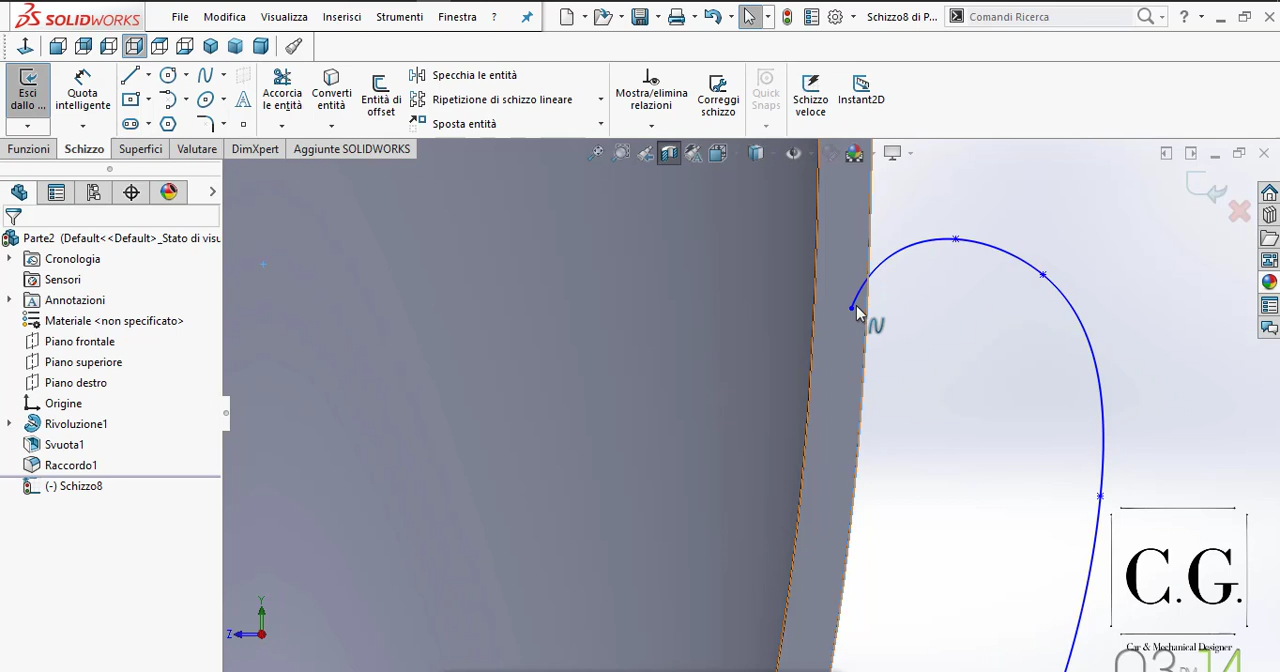 SOLIDWORKS File Modifica Visualizza Inserisci Strumenti Finestra ? Schizzo8 di P... Comandi Ricerca ?
Esci dallo ...
Quota intelligente
Accorcia le entità
Converti entità
Entità di offset
Specchia le entità
Ripetizione di schizzo lineare
Sposta entità
Mostra/elimina relazioni
Correggi schizzo
Quick Snaps
Schizzo veloce
Instant2D
Funzioni Schizzo Superfici Valutare DimXpert Aggiunte SOLIDWORKS
Parte2 (Default<<Default>_Stato di visu
Cronologia
Sensori
Annotazioni
Materiale <non specificato>
Piano frontale
Piano superiore
Piano destro
Origine
Rivoluzione1
Svuota1
Raccordo1
(-) Schizzo8
Y
Z
C.G.
Car & Mechanical Designer